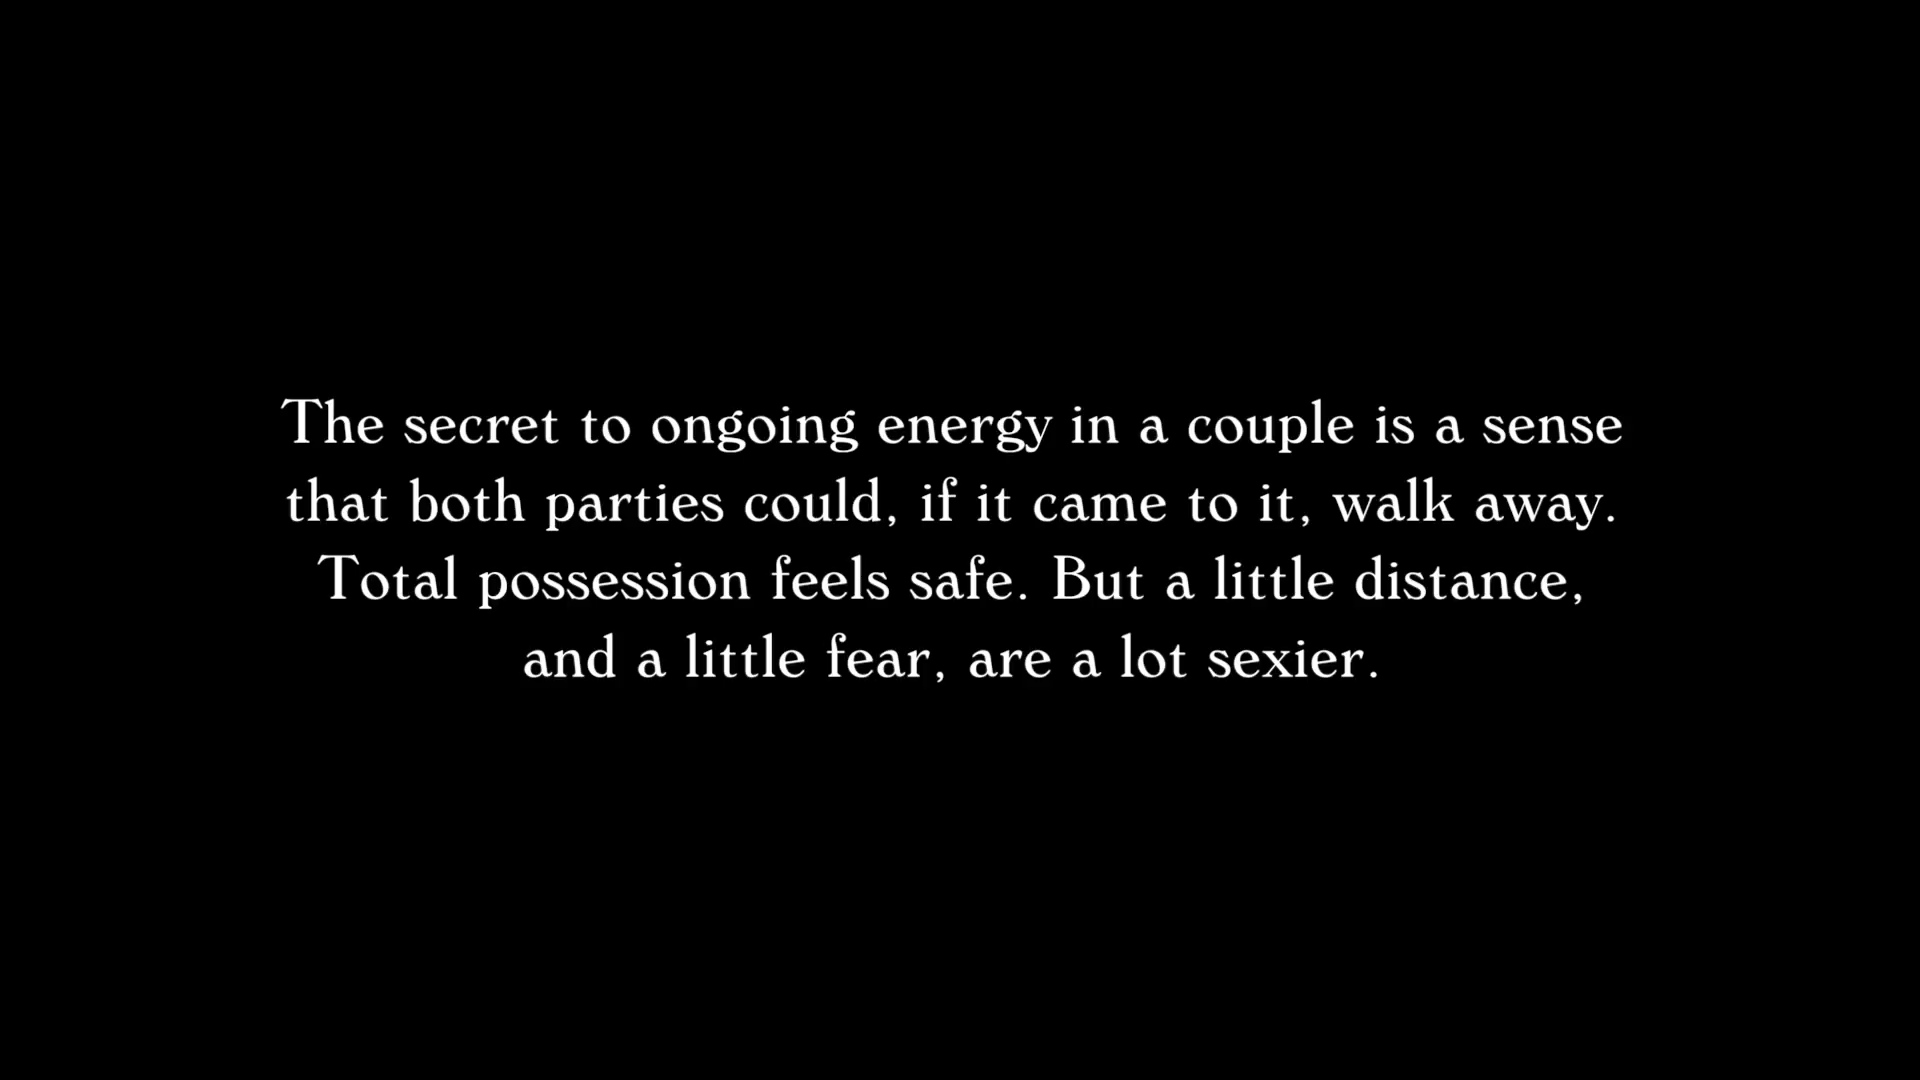 The secret to ongoing energy in a couple is a sense
that both parties could, if it came to it, walk away.
Total possession feels safe. But a little distance,
and a little fear, are a lot sexier.